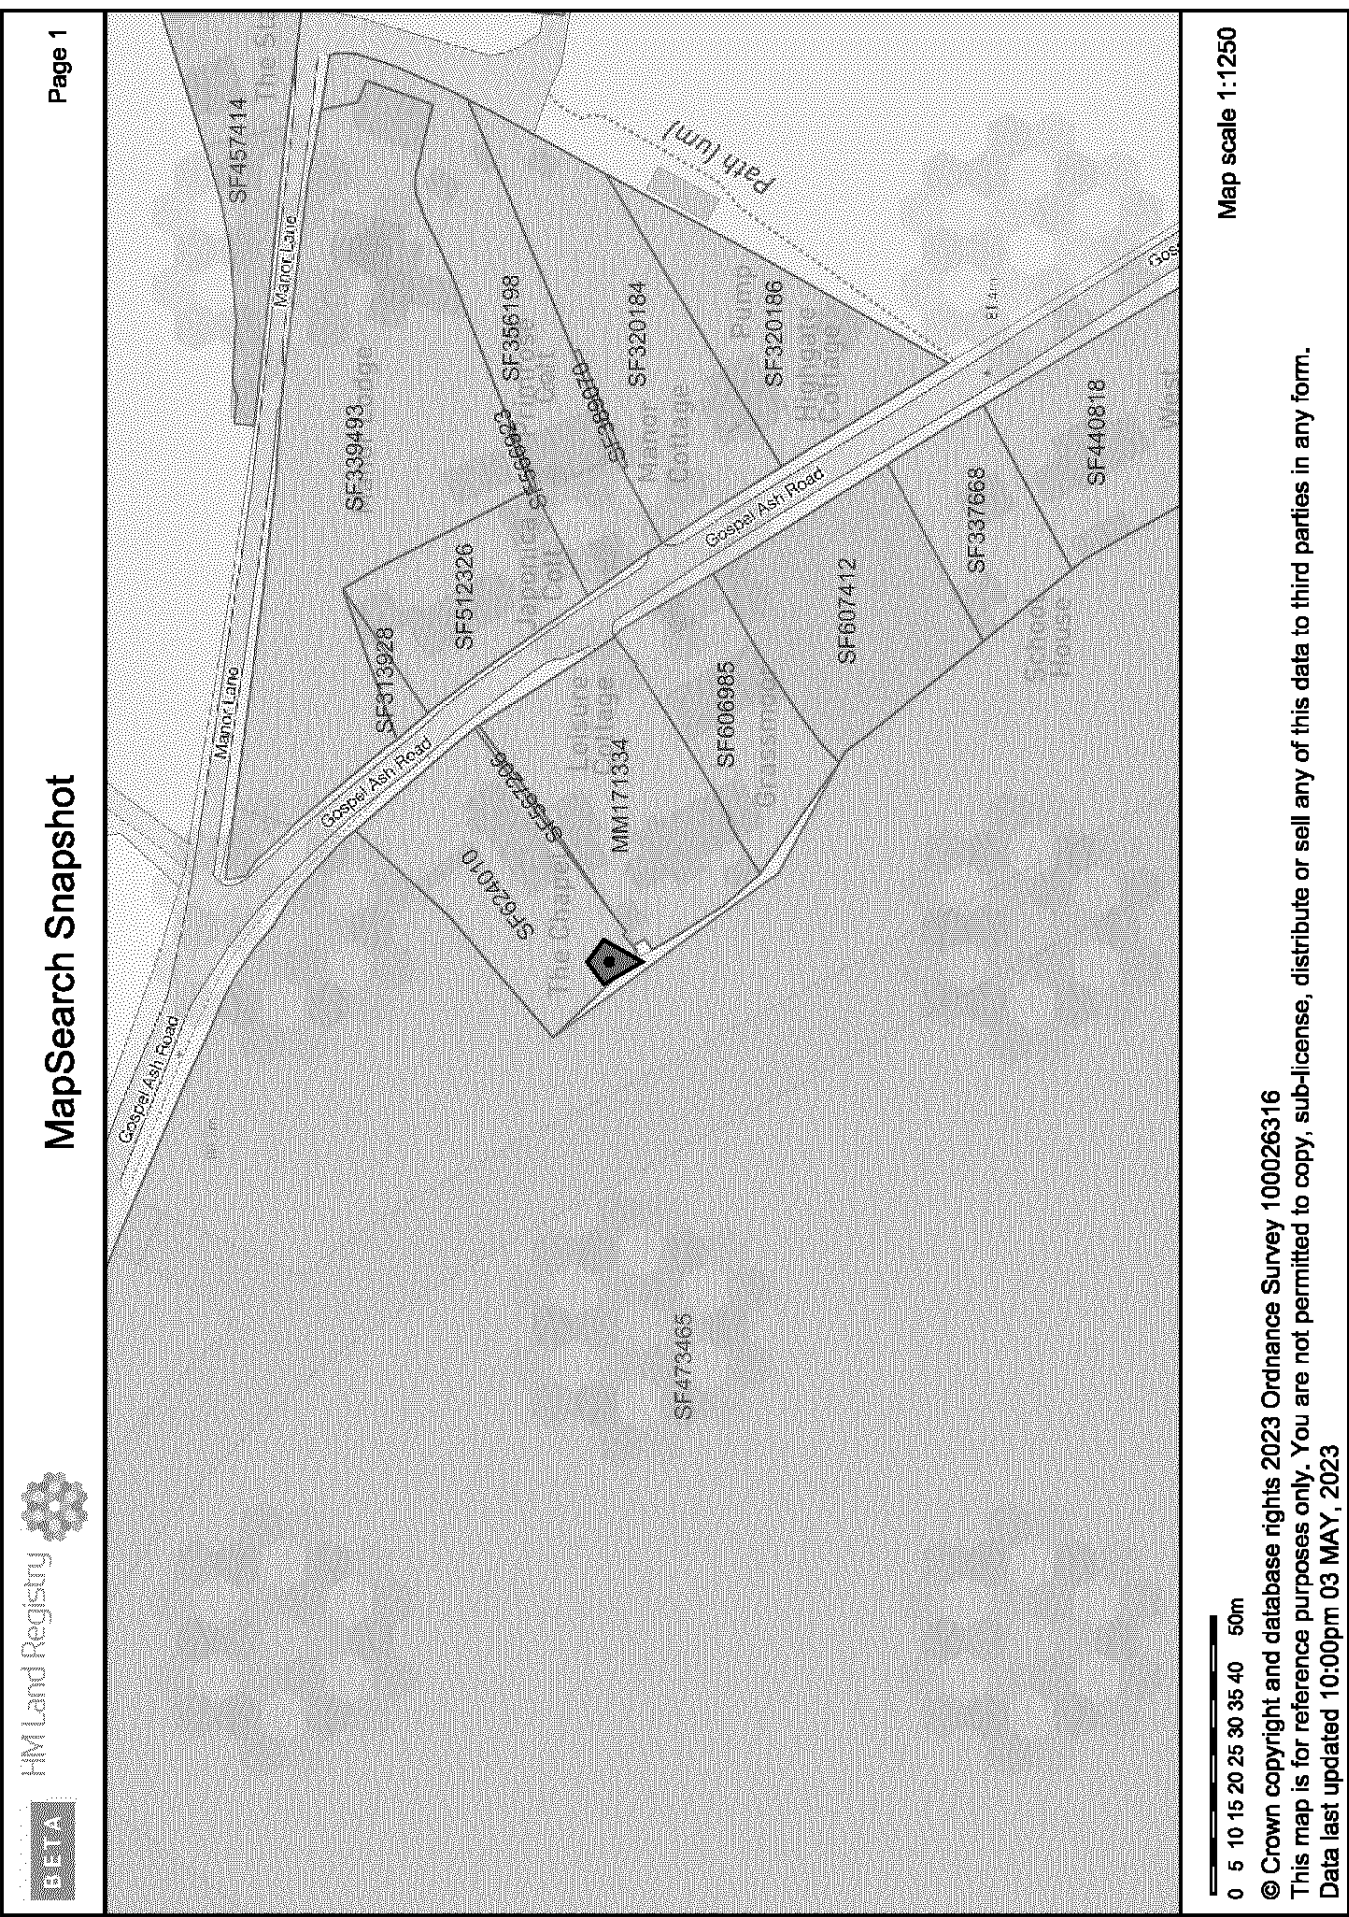 BETA
HM Land Registry
MapSearch Snapshot
Page 1
SF457414
Manor Lane
Manor Lane
Path (um)
SF339493
SF356198
SF320184
Pump
SF320186
SF566823
SF389070
Manor
Cottage
SF512326
SF313928
Gospel Ash Road
Gospel Ash Road
Gospel Ash Road
SF440818
SF337668
SF607412
House
SF606985
MM171334
SF567206
SF624010
SF473465
0 5 10 15 20 25 30 35 40 50m
Map scale 1:1250
© Crown copyright and database rights 2023 Ordnance Survey 100026316
This map is for reference purposes only. You are not permitted to copy, sub-license, distribute or sell any of this data to third parties in any form.
Data last updated 10:00pm 03 MAY, 2023